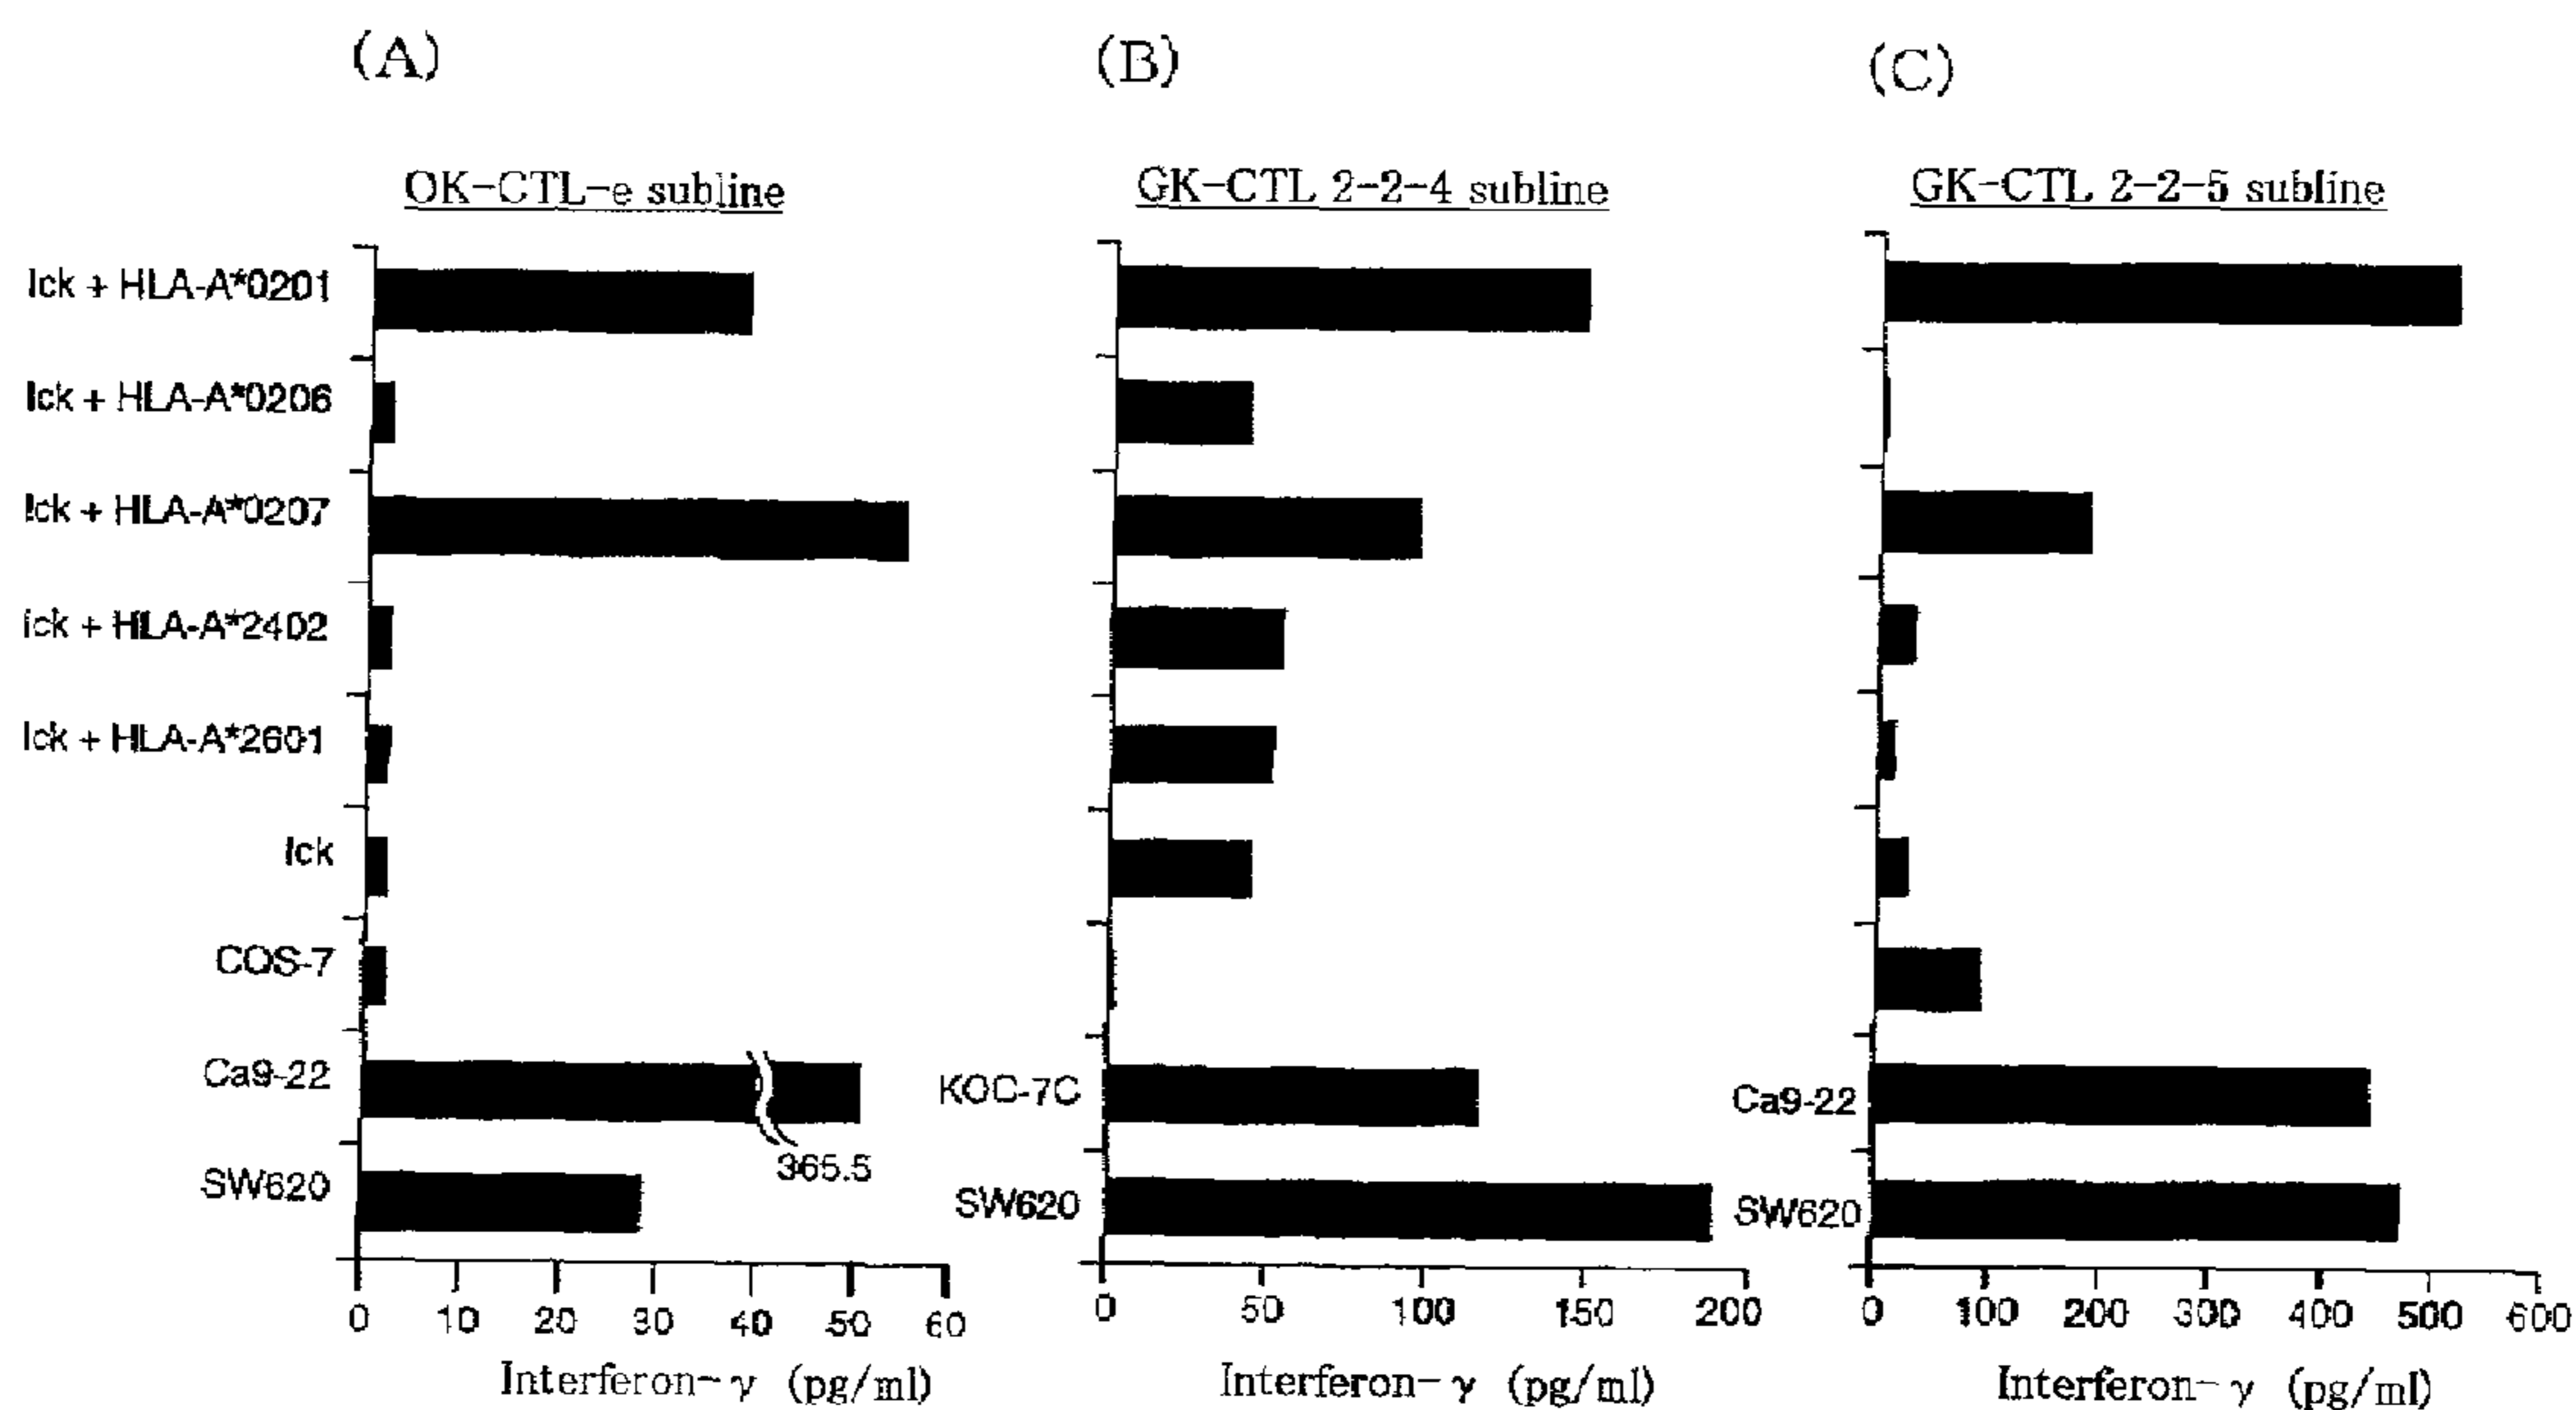 (A)
(B)
(C)
OK-CTL-e subline
GK-CTL 2-2-4 subline
GK-CTL 2-2-5 subline
lck + HLA-A*0201
lck + HLA-A*0206
lck + HLA-A*0207
lck + HLA-A*2402
lck + HLA-A*2601
lck
COS-7
Ca9-22
SW620
365.5
KOC-7C
SW620
Ca9-22
SW620
0 10 20 30 40 50 60
0 50 100 150 200
0 100 200 300 400 500 600
Interferon-γ (pg/ml)
Interferon-γ (pg/ml)
Interferon-γ (pg/ml)